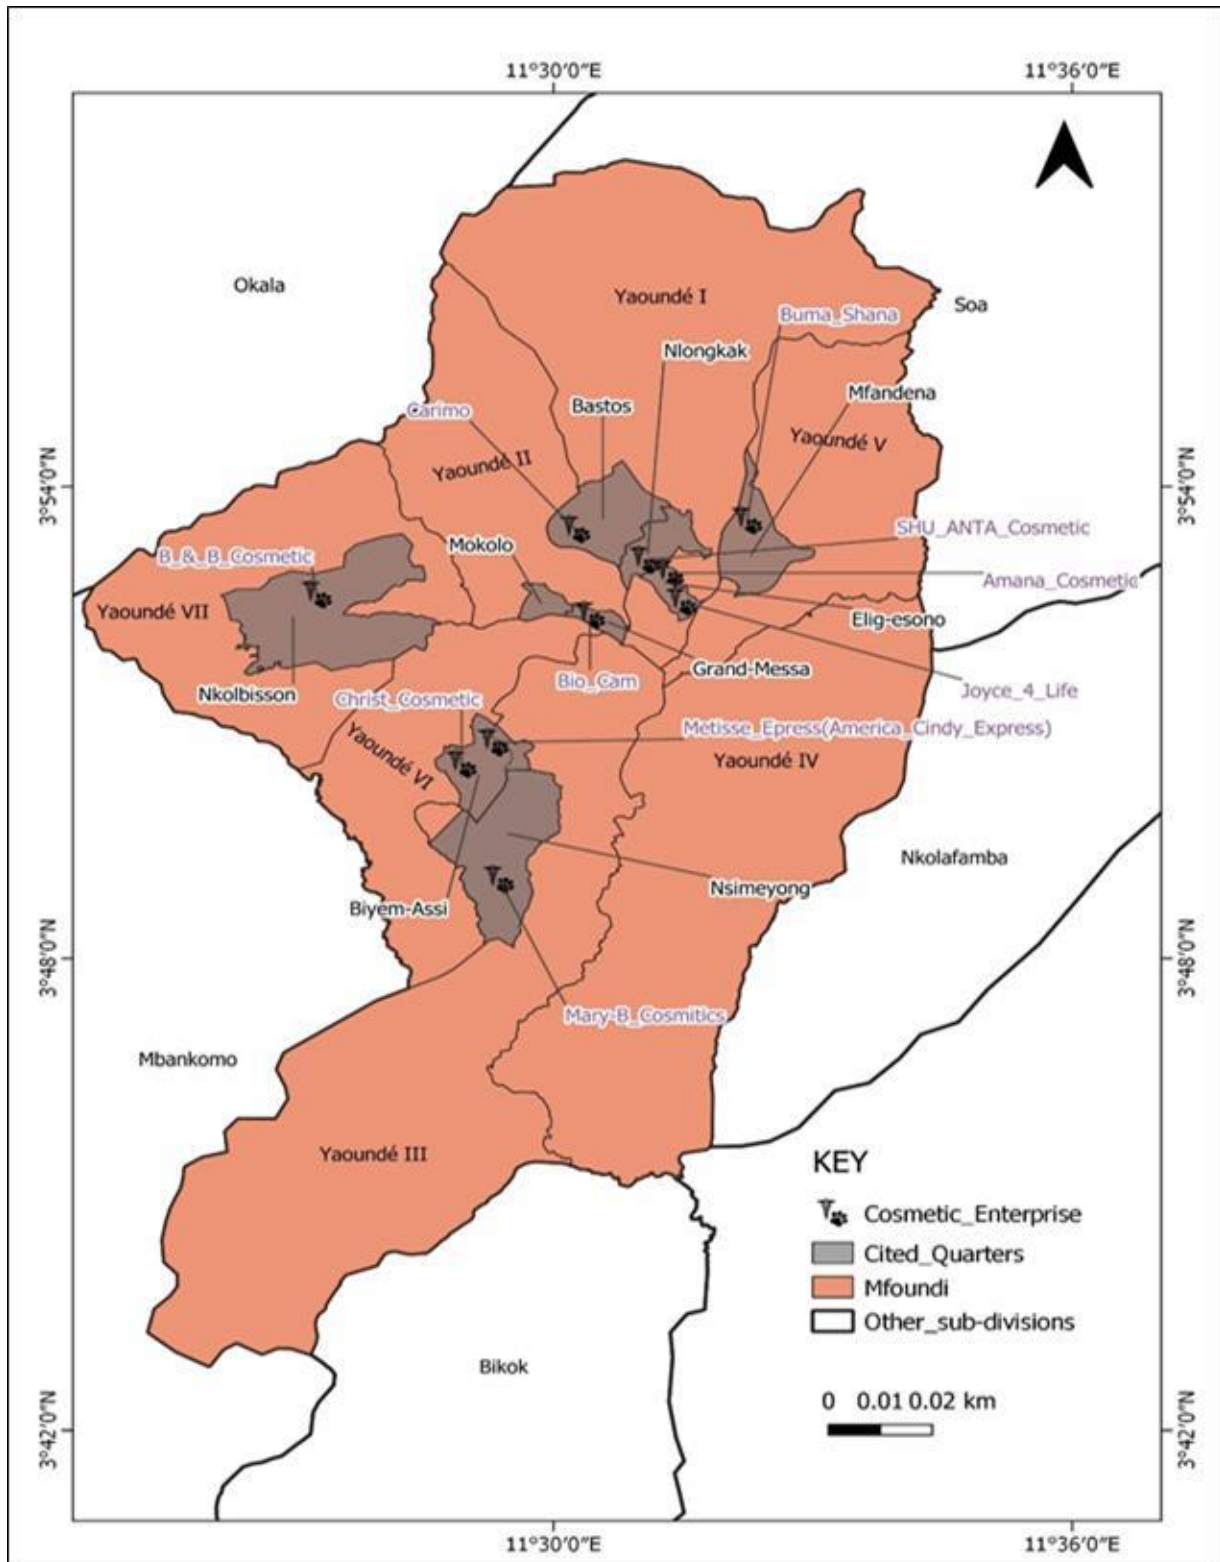 11°30′0″E
11°36′0″E
Okala
Yaoundé I
Soa
Buma_Shana
Nlongkak
Mfandena
Bastos
Carimo
Yaoundé V
Yaoundé II
3°54′0″N
3°54′0″N
SHU_ANTA_Cosmetic
Mokolo
B_&_B_Cosmetic
Amana_Cosmetic
Yaoundé VII
Elig-esono
Grand-Messa
Bio_Cam
Joyce_4_Life
Nkolbisson
Christ_Cosmetic
Metisse_Epress(America_Cindy_Express)
Yaoundé VI
Yaoundé IV
Nkolafamba
Nsimeyong
Biyem-Assi
3°48′0″N
3°48′0″N
Mary-B_Cosmitics
Mbankomo
Yaoundé III
KEY
Cosmetic_Enterprise
Cited_Quarters
Mfoundi
Other_sub-divisions
Bikok
0 0.01 0.02 km
3°42′0″N
3°42′0″N
11°30′0″E
11°36′0″E